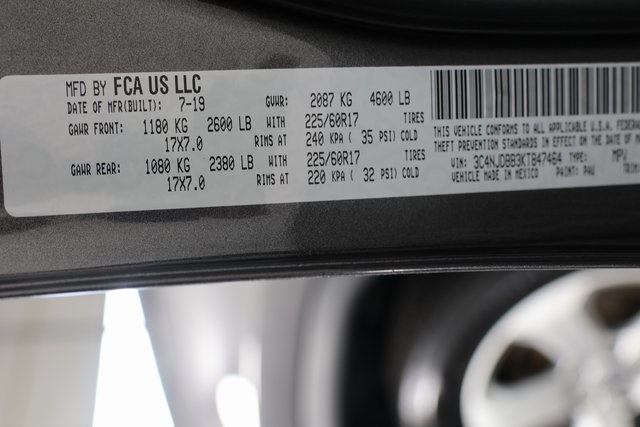 MFD BY FCA US LLC
DATE OF MFR(BUILT): 7-19 GVWR: 2087 KG 4600 LB
GAWR FRONT: 1180 KG 2600 LB WITH 225/60R17 TIRES
17X7.0 RIMS AT 240 KPA ( 35 PSI) COLD
GAWR REAR: 1080 KG 2380 LB WITH 225/60R17 TIRES
17X7.0 RIMS AT 220 KPA ( 32 PSI) COLD
THIS VEHICLE CONFORMS TO ALL APPLICABLE U.S.A. FEDERAL
THEFT PREVENTION STANDARDS IN EFFECT ON THE DATE OF MA
VIN: 3C4NJDBB3KT847464 TYPE: MPV
VEHICLE MADE IN MEXICO PAINT: PAU TRIM: